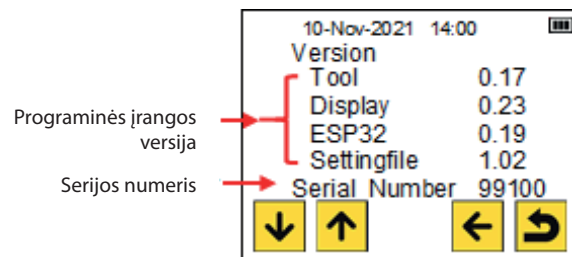 10-Nov-2021 14:00
Version
Tool 0.17
Display 0.23
ESP32 0.19
Settingfile 1.02
Serial Number 99100
Programinės įrangos
versija
Serijos numeris